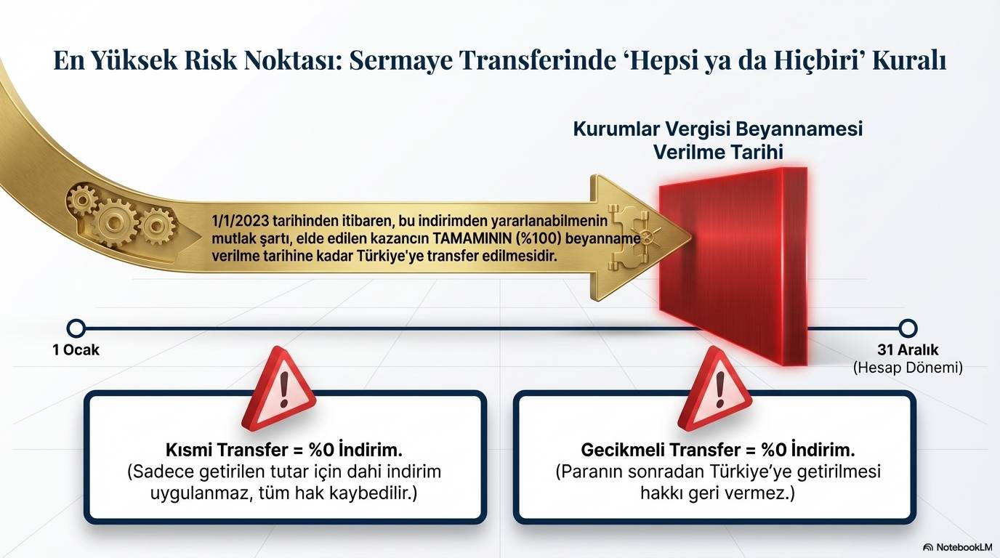 En Yüksek Risk Noktası: Sermaye Transferinde ‘Hepsi ya da Hiçbiri’ Kuralı
Kurumlar Vergisi Beyannamesi
Verilme Tarihi
1/1/2023 tarihinden itibaren, bu indirimden yararlanabilmenin
mutlak şartı, elde edilen kazancın TAMAMININ (%100) beyanname
verilme tarihine kadar Türkiye'ye transfer edilmesidir.
1 Ocak
31 Aralık
(Hesap Dönemi)
Kısmi Transfer = %0 İndirim.
(Sadece getirilen tutar için dahi indirim
uygulanmaz, tüm hak kaybedilir.)
Gecikmeli Transfer = %0 İndirim.
(Paranın sonradan Türkiye’ye getirilmesi
hakkı geri vermez.)
NotebookLM